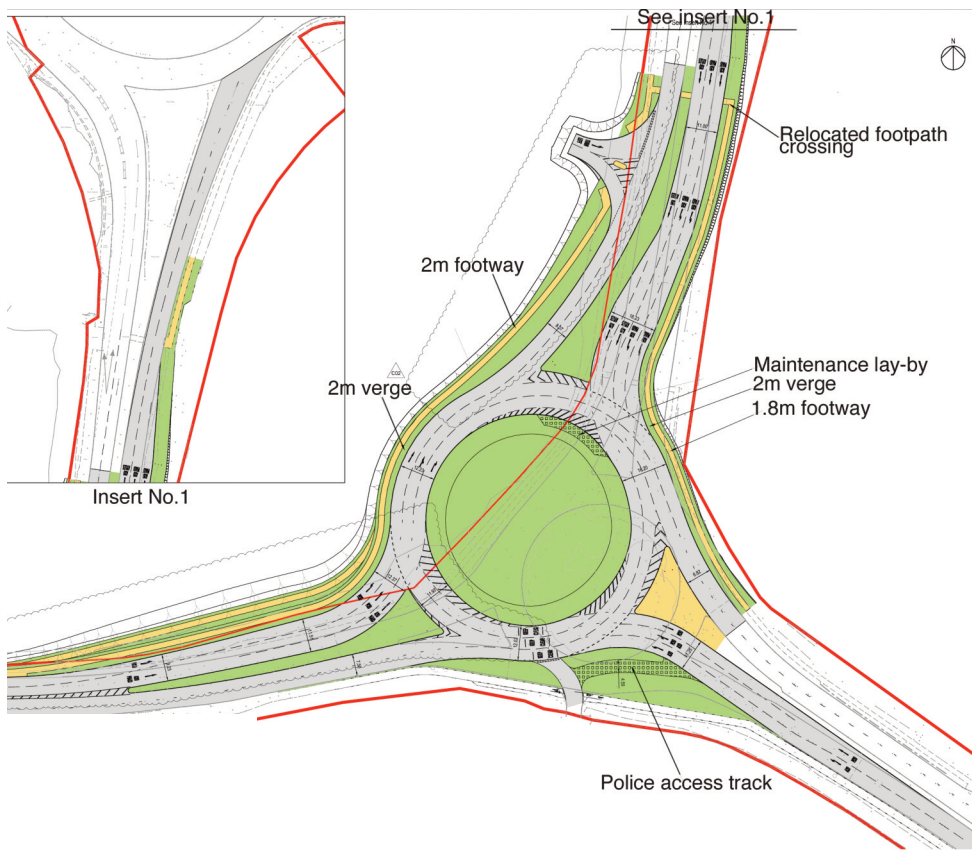 See insert No.1
N
Relocated footpath
crossing
2m footway
C02
2m verge
Maintenance lay-by
2m verge
1.8m footway
Insert No.1
Police access track